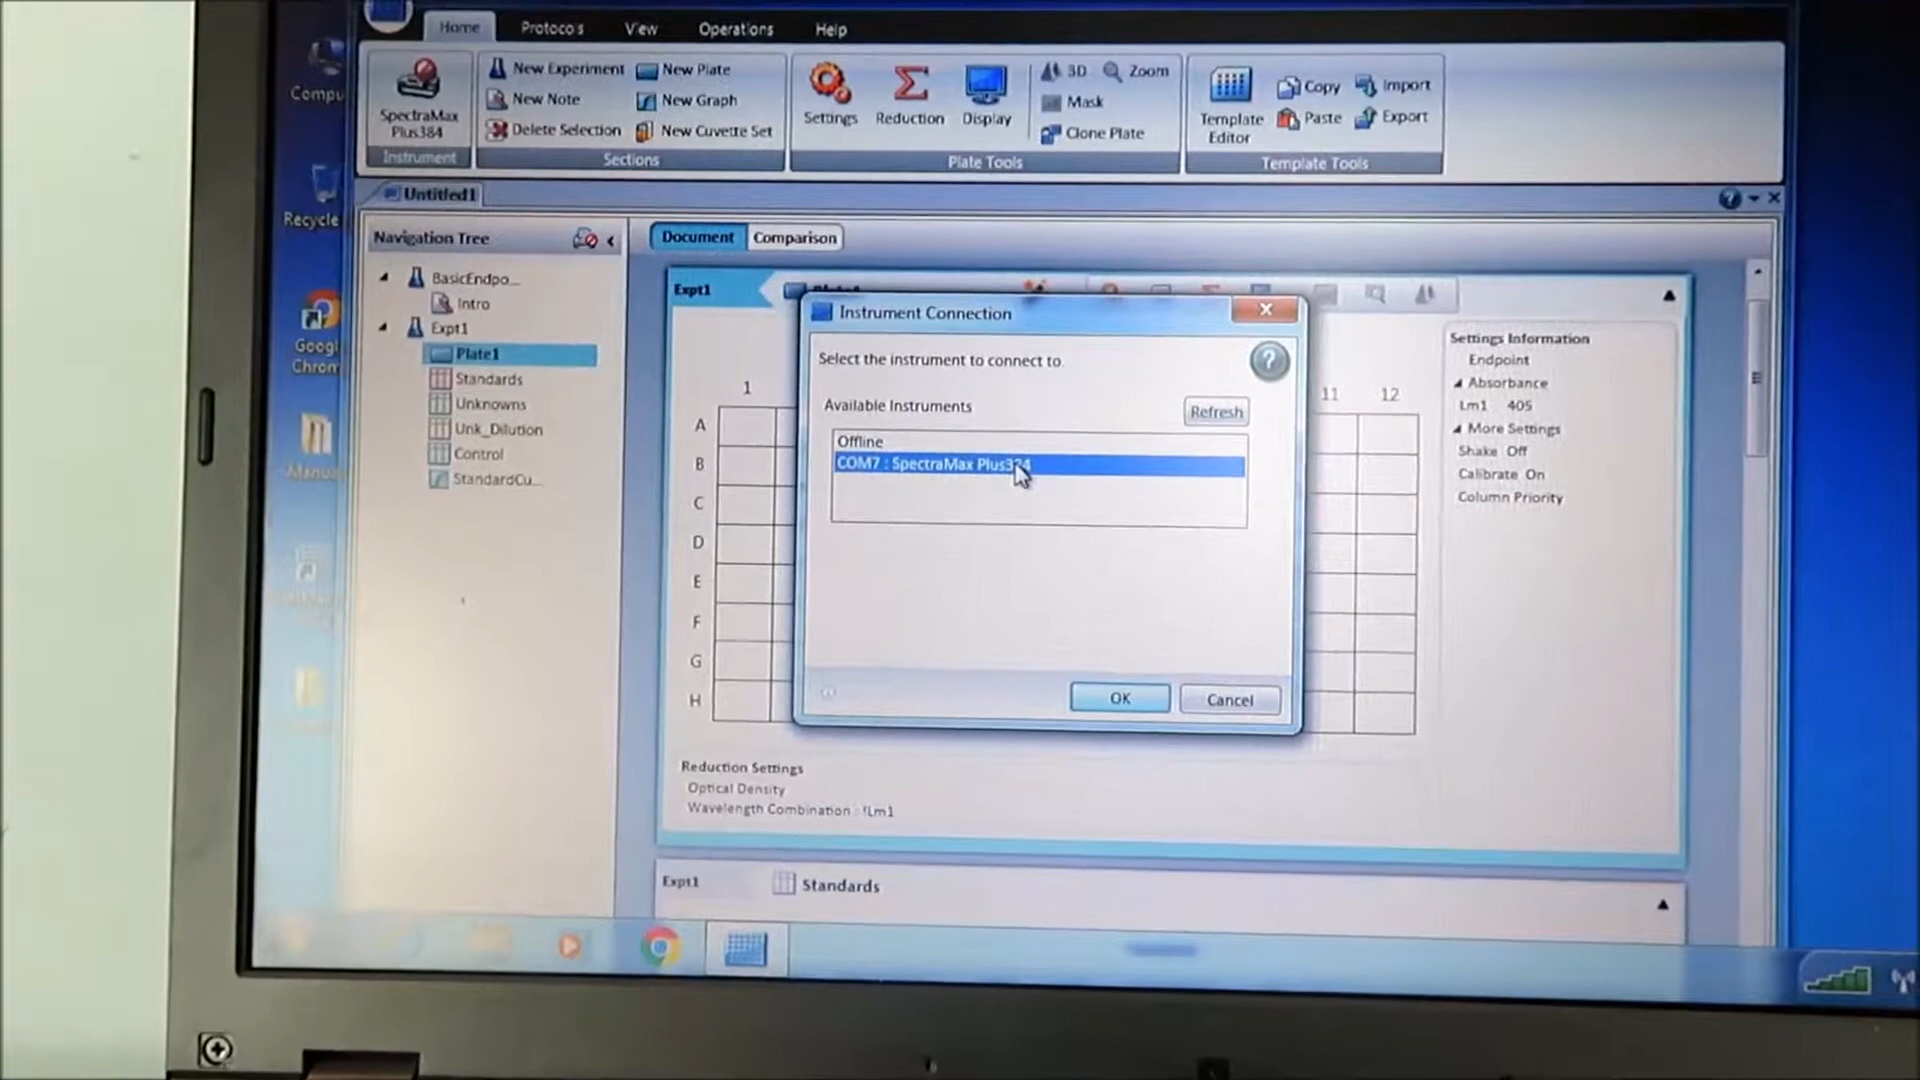 Home Protocols View Operations Help
SpectraMax
Plus384
Instrument
New Experiment New Plate
New Note New Graph
Delete Selection New Cuvette Set
Sections
Settings Reduction Display
3D Zoom
Mask
Clone Plate
Plate Tools
Template
Editor
Copy Import
Paste Export
Template Tools
Compu
Recycle
Googl
Chrom
Manua
Untitled1
Navigation Tree
BasicEndpo...
Intro
Expt1
Plate1
Standards
Unknowns
Unk_Dilution
Control
StandardCu...
Document Comparison
Expt1
Instrument Connection
Select the instrument to connect to.
Available Instruments
Refresh
Offline
COM7 : SpectraMax Plus384
OK Cancel
1 11 12
A
B
C
D
E
F
G
H
Settings Information
Endpoint
Absorbance
Lm1 405
More Settings
Shake Off
Calibrate On
Column Priority
Reduction Settings
Optical Density
Wavelength Combination : !Lm1
Expt1 Standards